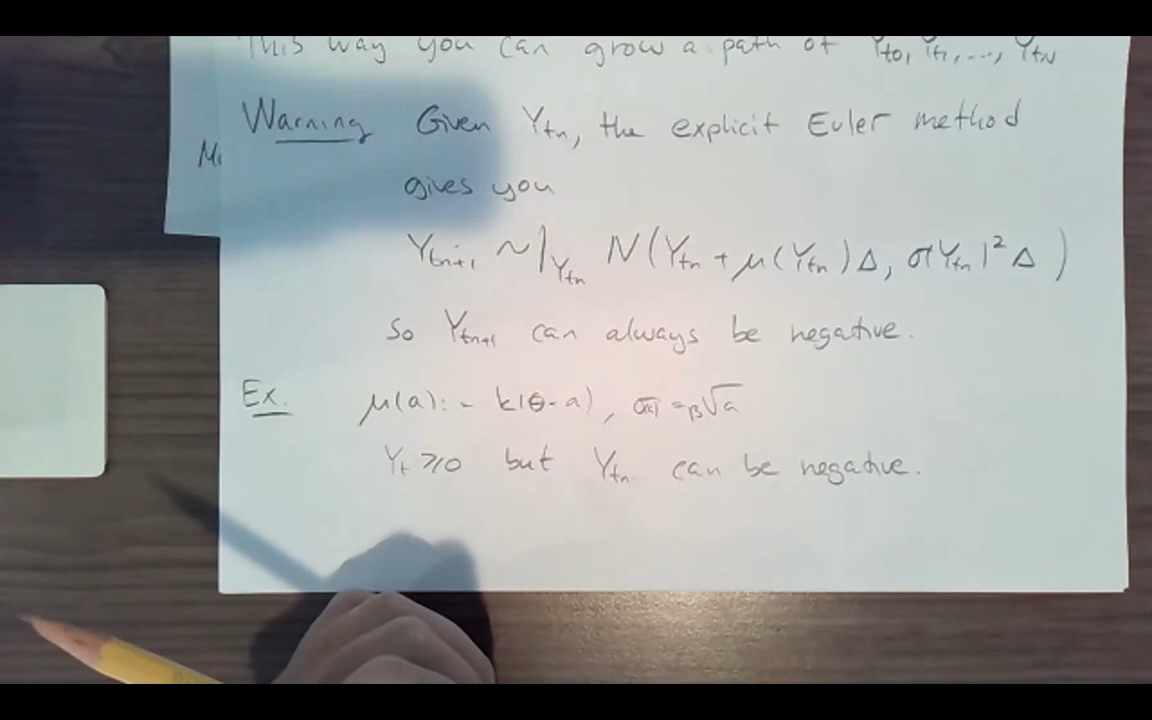 This way you can grow a path of Yt0, Yt1, ..., YtN
Warning Given Ytn, the explicit Euler method
gives you
Ytn+1 ~|Ytn N(Ytn + μ(Ytn)Δ, σ(Ytn)²Δ)
So Ytn+1 can always be negative.
Ex. μ(a) := k(θ-a), σ(a) = β√a
Yt ≥ 0 but Ytn can be negative.